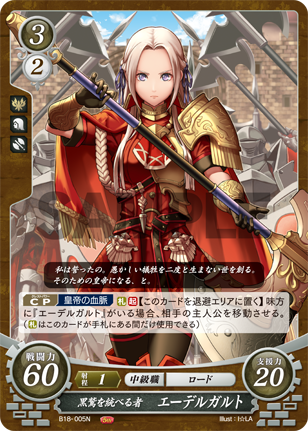 3
2
SAMPLE
私は誓ったの。愚かしい犠牲を二度と生まない世を創る。
そのための皇帝になる、と。
CP 皇帝の血脈 札 起 【このカードを退避エリアに置く】 味方
に『エーデルガルト』がいる場合、相手の主人公を移動させる。
(札はこのカードが手札にある間だけ使用できる)
戦闘力
60
射程 1
中級職
ロード
支援力
20
黒鷲を統べる者 エーデルガルト
B18-005N
Illust: